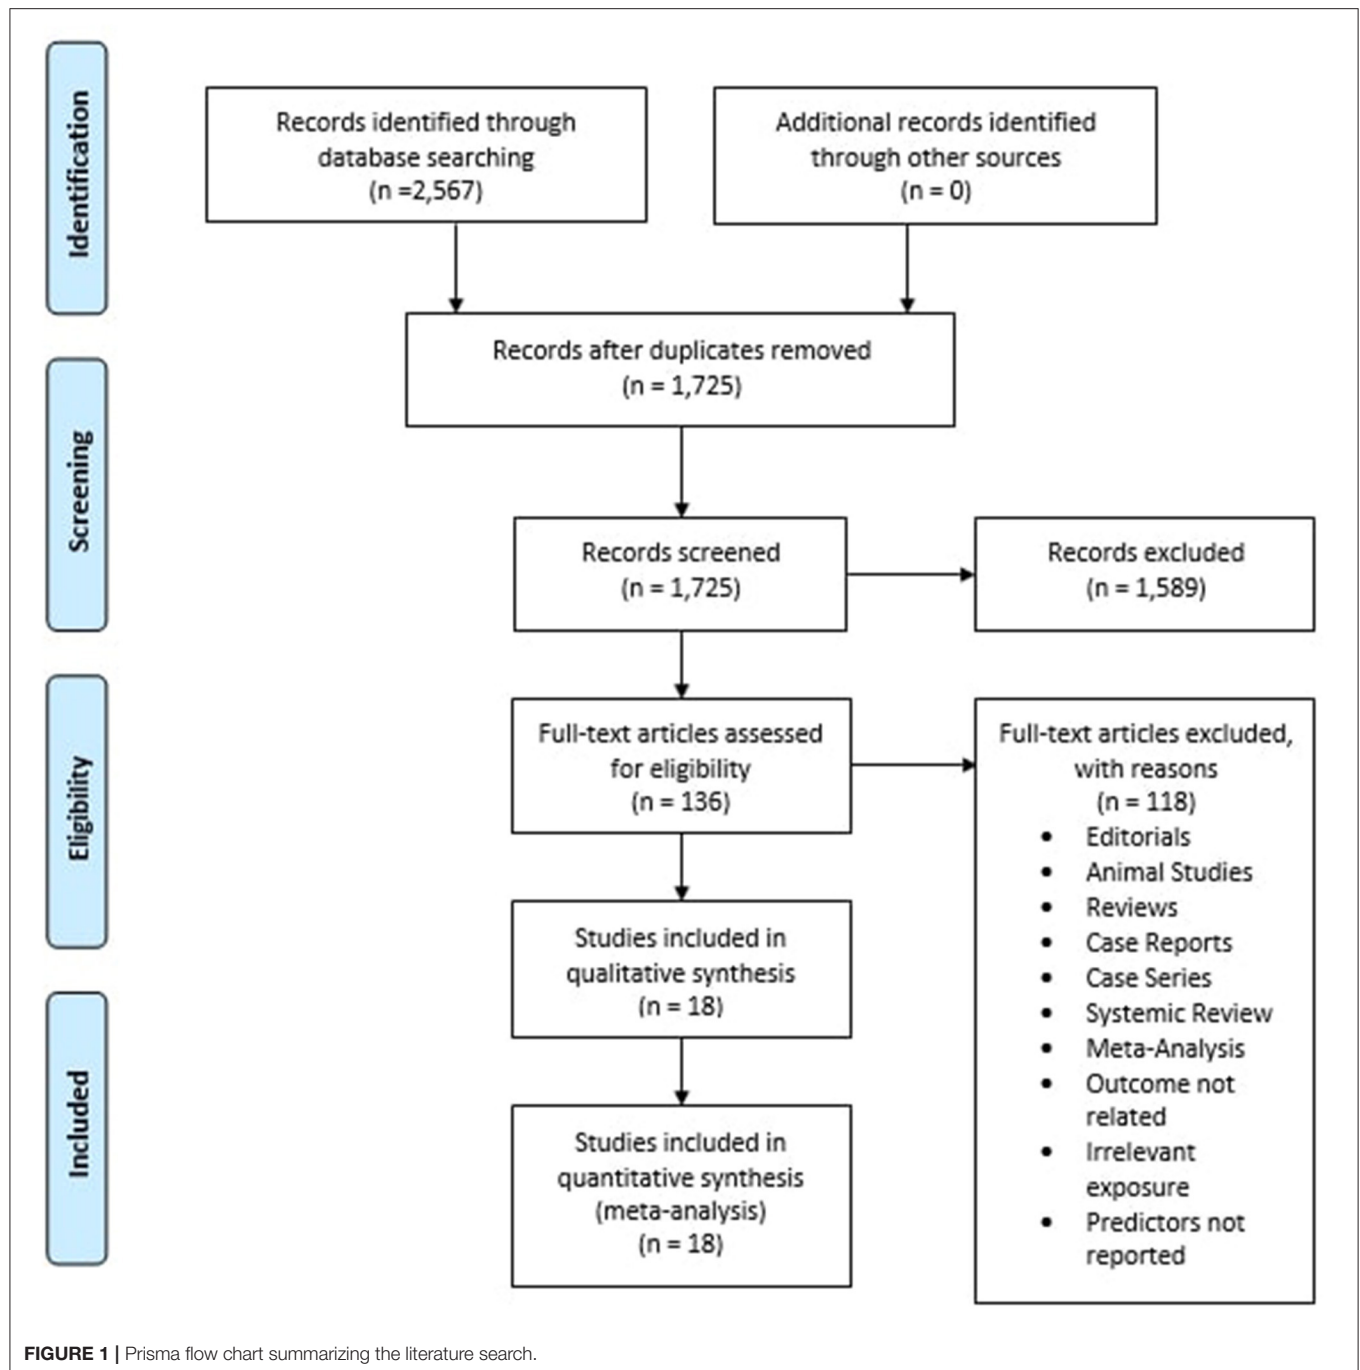 Identification
Records identified through
database searching
(n =2,567)
Additional records identified
through other sources
(n = 0)
Records after duplicates removed
(n = 1,725)
Screening
Records screened
(n = 1,725)
Records excluded
(n = 1,589)
Eligibility
Full-text articles assessed
for eligibility
(n = 136)
Full-text articles excluded,
with reasons
(n = 118)
• Editorials
• Animal Studies
• Reviews
• Case Reports
• Case Series
• Systemic Review
• Meta-Analysis
• Outcome not
related
• Irrelevant
exposure
• Predictors not
reported
Studies included in
qualitative synthesis
(n = 18)
Included
Studies included in
quantitative synthesis
(meta-analysis)
(n = 18)
FIGURE 1 | Prisma flow chart summarizing the literature search.